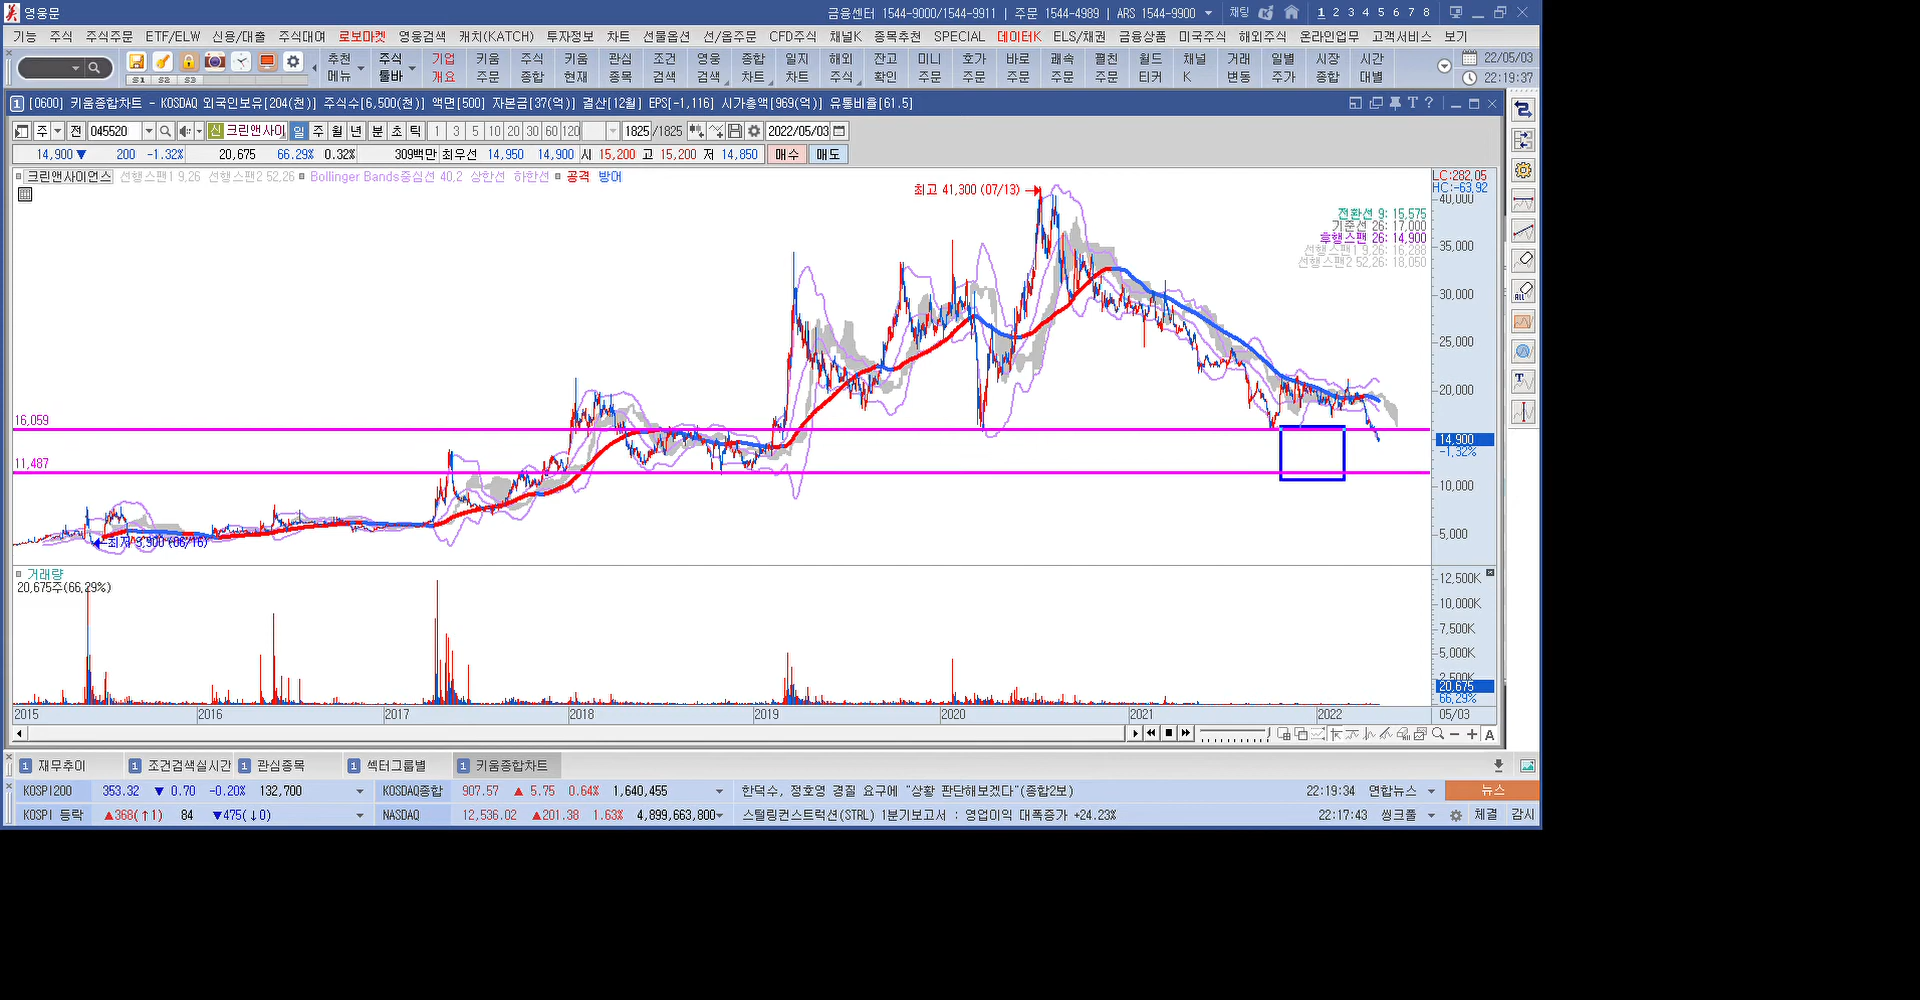 영웅문
금융센터 1544-9000/1544-9911 | 주문 1544-4989 | ARS 1544-9900 채팅 1 2 3 4 5 6 7 8
기능 주식 주식주문 ETF/ELW 신용/대출 주식대여 로보마켓 영웅검색 캐치(KATCH) 투자정보 차트 선물옵션 선/옵주문 CFD주식 채널K 종목추천 SPECIAL 데이터K ELS/채권 금융상품 미국주식 해외주식 온라인업무 고객서비스 보기
추천 주식 기업 키움 주식 키움 관심 조건 영웅 종합 일지 해외 잔고 미니 호가 바로 쾌속 펼친 월드 채널 거래 일별 시장 시간 22/05/03
메뉴 툴바 개요 주문 종합 현재 종목 검색 검색 차트 차트 주식 확인 주문 주문 주문 주문 주문 티커 K 변동 주가 종합 대별 22:19:37
S1 S2 S3
1 [0600] 키움종합차트 - KOSDAQ 외국인보유[204(천)] 주식수[6,500(천)] 액면[500] 자본금[37(억)] 결산[12월] EPS[-1,116] 시가총액[969(억)] 유통비율[61.5]
주 전 045520 신 크린앤사이 일 주 월 년 분 초 틱 1 3 5 10 20 30 60 120 1825 /1825 2022/05/03
14,900 ▼ 200 -1.32% 20,675 66.29% 0.32% 309백만 최우선 14,950 14,900 시 15,200 고 15,200 저 14,850 매수 매도
크린앤사이언스 선행스팬1 9,26 선행스팬2 52,26 Bollinger Bands중심선 40,2 상한선 하한선 공격 방어
LC:282.05
HC:-63.92
최고 41,300 (07/13)
40,000
전환선 9: 15,575
기준선 26: 17,000
후행스팬 26: 14,900
선행스팬1 9,26: 16,288
선행스팬2 52,26: 18,050
35,000
30,000
25,000
20,000
16,059
14,900
-1.32%
11,487
10,000
5,000
최저 3,900 (06/16)
거래량
20,675주(66.29%)
12,500K
10,000K
7,500K
5,000K
2,500K
20,675
66.29%
2015 2016 2017 2018 2019 2020 2021 2022 05/03
A
1 재무추이 1 조건검색실시간 1 관심종목 1 섹터그룹별 1 키움종합차트
KOSPI200 353.32 ▼ 0.70 -0.20% 132,700 KOSDAQ종합 907.57 ▲ 5.75 0.64% 1,640,455 한덕수, 정호영 경질 요구에 "상황 판단해보겠다"(종합2보) 22:19:34 연합뉴스 뉴스
KOSPI 등락 ▲368(↑1) 84 ▼475(↓0) NASDAQ 12,536.02 ▲201.38 1.63% 4,899,663,800 스털링컨스트럭션(STRL) 1분기보고서 : 영업이익 대폭증가 +24.23% 22:17:43 씽크풀 체결 감시